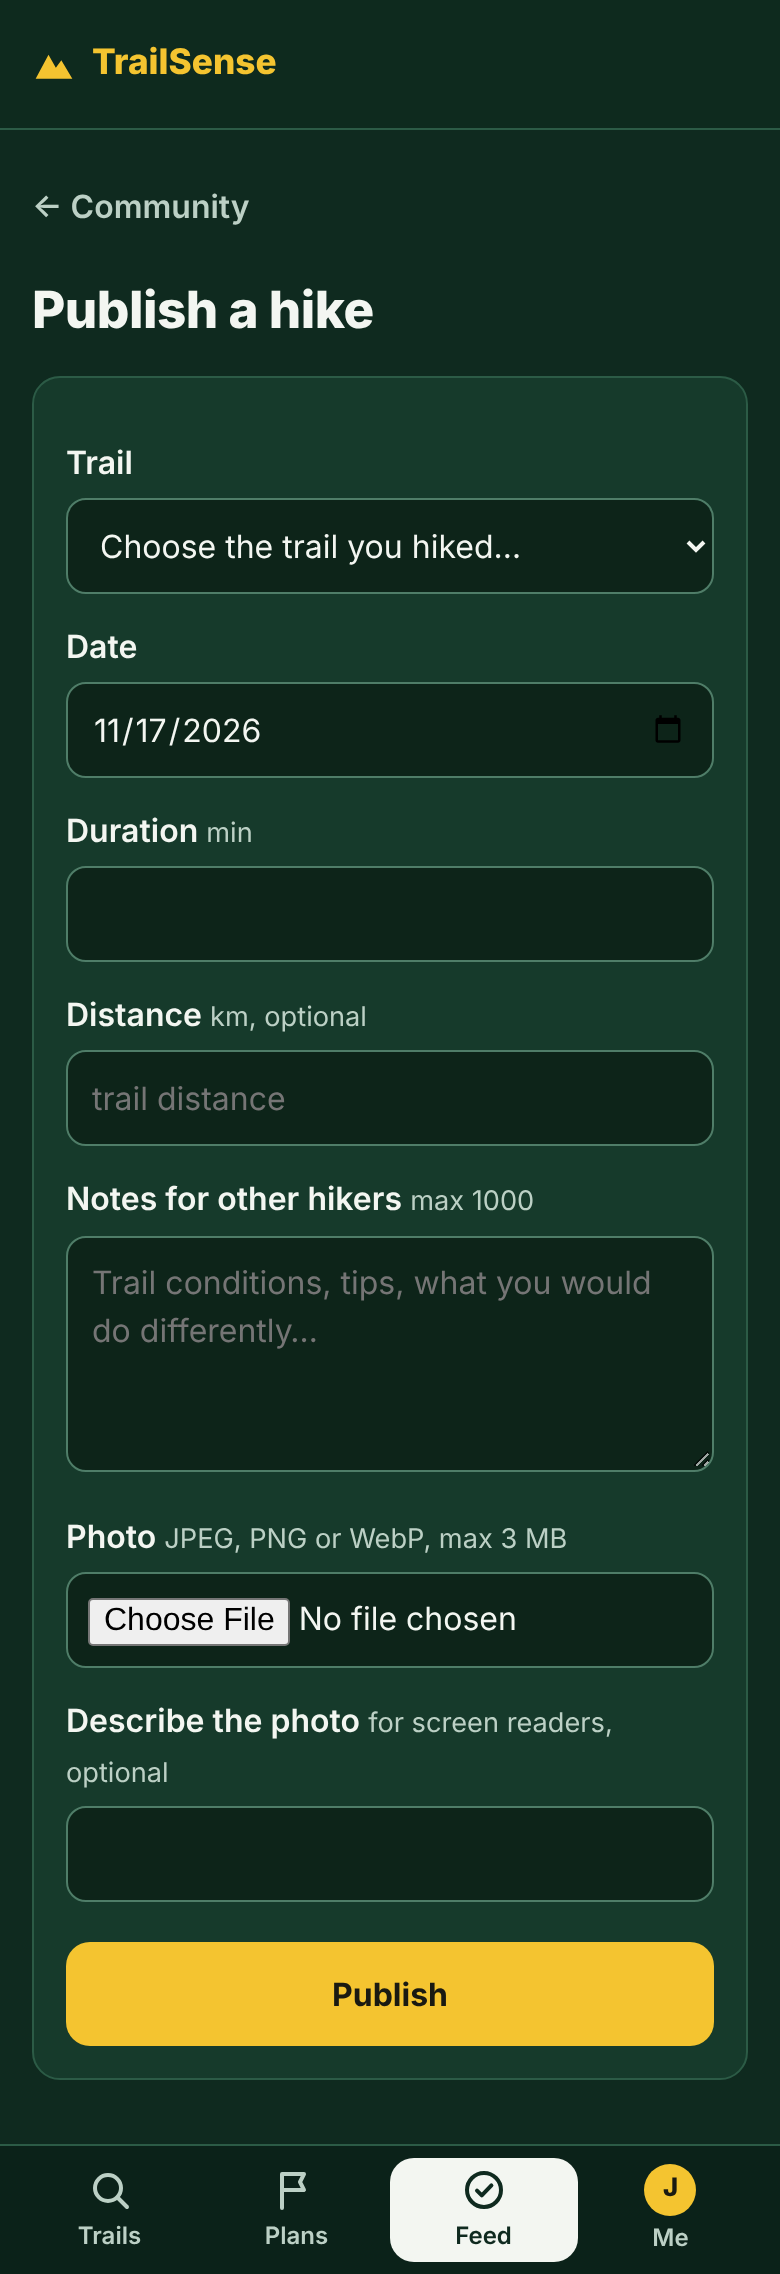 TrailSense
← Community
Publish a hike
Trail
Choose the trail you hiked...
Date
11/17/2026
Duration min
Distance km, optional
trail distance
Notes for other hikers max 1000
Trail conditions, tips, what you would
do differently...
Photo JPEG, PNG or WebP, max 3 MB
Choose File No file chosen
Describe the photo for screen readers,
optional
Publish
J
Trails Plans Feed Me